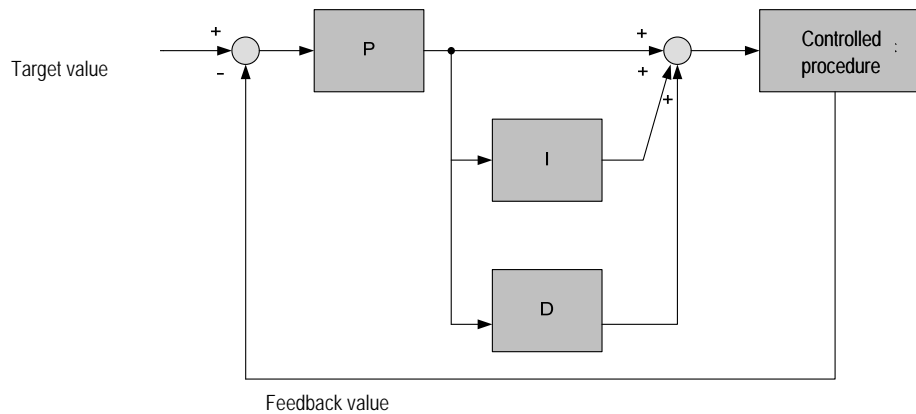 Target value
+
-
P
I
D
+
+
+
Controlled :
procedure
Feedback value